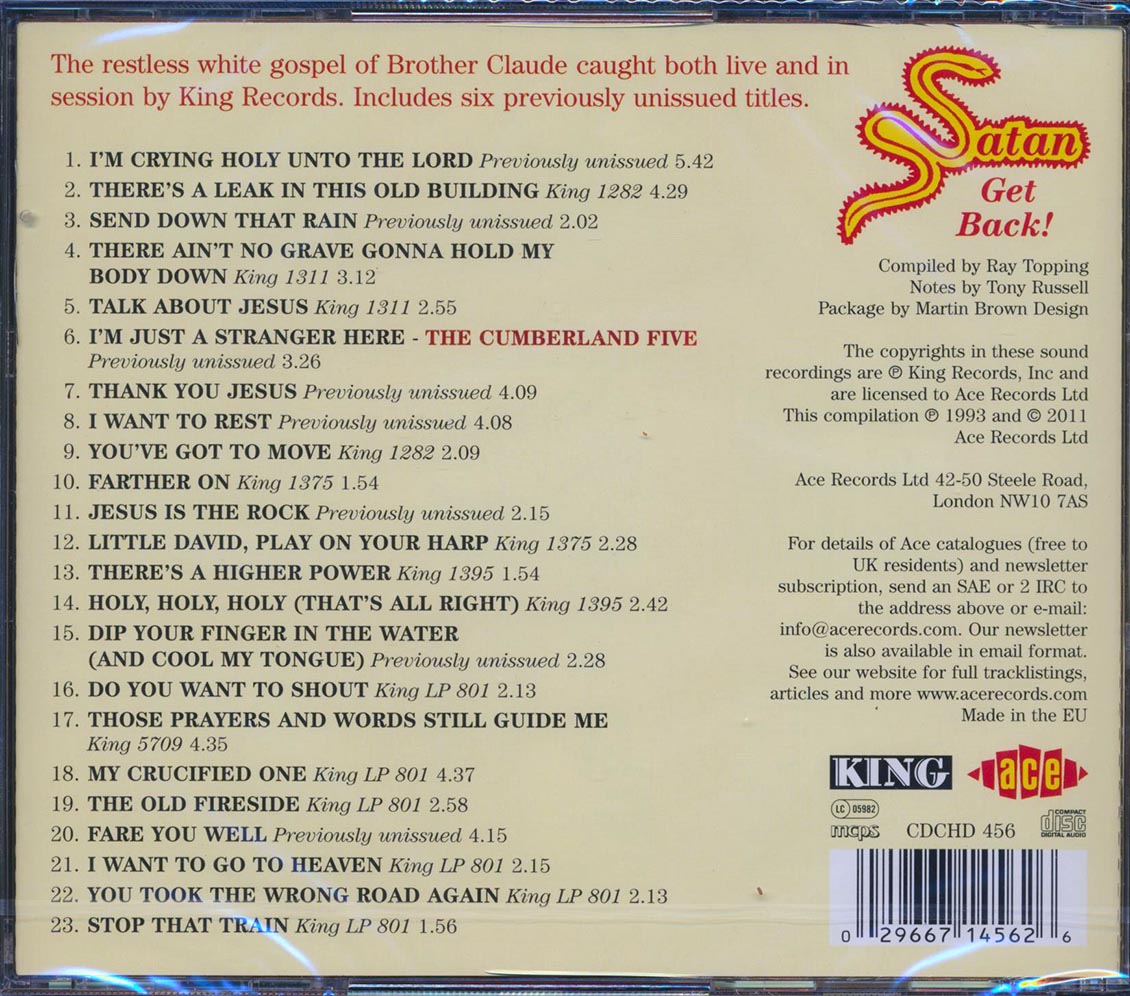 The restless white gospel of Brother Claude caught both live and in
session by King Records. Includes six previously unissued titles.
1. I'M CRYING HOLY UNTO THE LORD Previously unissued 5.42
2. THERE'S A LEAK IN THIS OLD BUILDING King 1282 4.29
3. SEND DOWN THAT RAIN Previously unissued 2.02
4. THERE AIN'T NO GRAVE GONNA HOLD MY
BODY DOWN King 1311 3.12
5. TALK ABOUT JESUS King 1311 2.55
6. I'M JUST A STRANGER HERE - THE CUMBERLAND FIVE
Previously unissued 3.26
7. THANK YOU JESUS Previously unissued 4.09
8. I WANT TO REST Previously unissued 4.08
9. YOU'VE GOT TO MOVE King 1282 2.09
10. FARTHER ON King 1375 1.54
11. JESUS IS THE ROCK Previously unissued 2.15
12. LITTLE DAVID, PLAY ON YOUR HARP King 1375 2.28
13. THERE'S A HIGHER POWER King 1395 1.54
14. HOLY, HOLY, HOLY (THAT'S ALL RIGHT) King 1395 2.42
15. DIP YOUR FINGER IN THE WATER
(AND COOL MY TONGUE) Previously unissued 2.28
16. DO YOU WANT TO SHOUT King LP 801 2.13
17. THOSE PRAYERS AND WORDS STILL GUIDE ME
King 5709 4.35
18. MY CRUCIFIED ONE King LP 801 4.37
19. THE OLD FIRESIDE King LP 801 2.58
20. FARE YOU WELL Previously unissued 4.15
21. I WANT TO GO TO HEAVEN King LP 801 2.15
22. YOU TOOK THE WRONG ROAD AGAIN King LP 801 2.13
23. STOP THAT TRAIN King LP 801 1.56
Satan
Get
Back!
Compiled by Ray Topping
Notes by Tony Russell
Package by Martin Brown Design
The copyrights in these sound
recordings are ℗ King Records, Inc and
are licensed to Ace Records Ltd
This compilation ℗ 1993 and © 2011
Ace Records Ltd
Ace Records Ltd 42-50 Steele Road,
London NW10 7AS
For details of Ace catalogues (free to
UK residents) and newsletter
subscription, send an SAE or 2 IRC to
the address above or e-mail:
info@acerecords.com. Our newsletter
is also available in email format.
See our website for full tracklistings,
articles and more www.acerecords.com
Made in the EU
KING ace
LC 05982
mcps CDCHD 456 COMPACT disc DIGITAL AUDIO
0 29667 14562 6